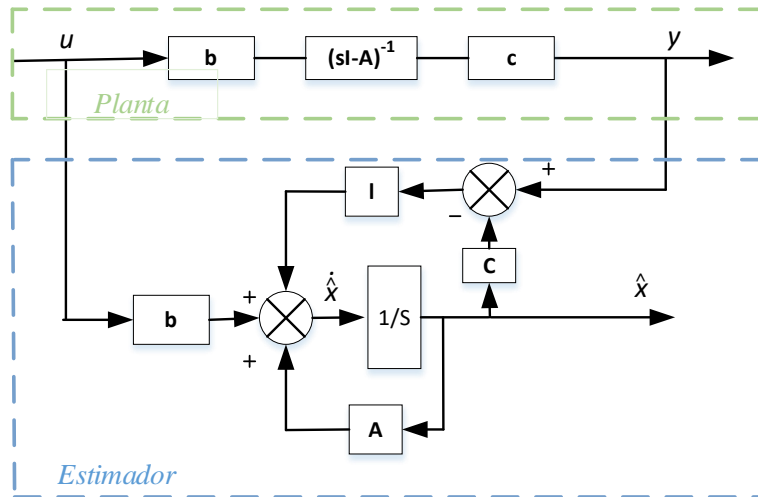 u
y
b
(sI-A)⁻¹
c
Planta
+
l
−
C
ẋ̂
x̂
+
b
1/S
+
A
Estimador